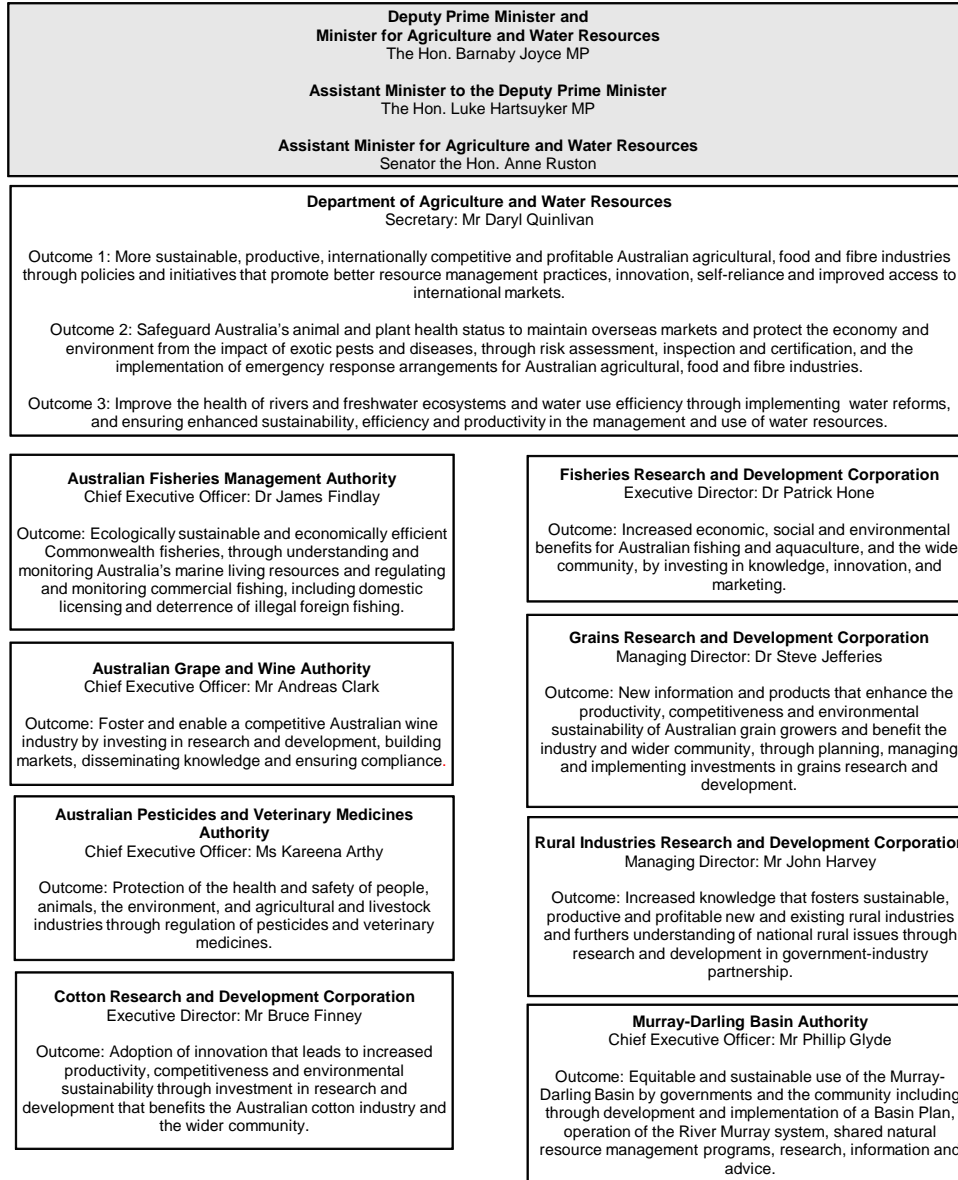 Deputy Prime Minister and
Minister for Agriculture and Water Resources
The Hon. Barnaby Joyce MP
Assistant Minister to the Deputy Prime Minister
The Hon. Luke Hartsuyker MP
Assistant Minister for Agriculture and Water Resources
Senator the Hon. Anne Ruston
Department of Agriculture and Water Resources
Secretary: Mr Daryl Quinlivan
Outcome 1: More sustainable, productive, internationally competitive and profitable Australian agricultural, food and fibre industries
through policies and initiatives that promote better resource management practices, innovation, self-reliance and improved access to
international markets.
Outcome 2: Safeguard Australia’s animal and plant health status to maintain overseas markets and protect the economy and
environment from the impact of exotic pests and diseases, through risk assessment, inspection and certification, and the
implementation of emergency response arrangements for Australian agricultural, food and fibre industries.
Outcome 3: Improve the health of rivers and freshwater ecosystems and water use efficiency through implementing water reforms,
and ensuring enhanced sustainability, efficiency and productivity in the management and use of water resources.
Australian Fisheries Management Authority
Chief Executive Officer: Dr James Findlay
Outcome: Ecologically sustainable and economically efficient
Commonwealth fisheries, through understanding and
monitoring Australia’s marine living resources and regulating
and monitoring commercial fishing, including domestic
licensing and deterrence of illegal foreign fishing.
Australian Grape and Wine Authority
Chief Executive Officer: Mr Andreas Clark
Outcome: Foster and enable a competitive Australian wine
industry by investing in research and development, building
markets, disseminating knowledge and ensuring compliance.
Australian Pesticides and Veterinary Medicines
Authority
Chief Executive Officer: Ms Kareena Arthy
Outcome: Protection of the health and safety of people,
animals, the environment, and agricultural and livestock
industries through regulation of pesticides and veterinary
medicines.
Cotton Research and Development Corporation
Executive Director: Mr Bruce Finney
Outcome: Adoption of innovation that leads to increased
productivity, competitiveness and environmental
sustainability through investment in research and
development that benefits the Australian cotton industry and
the wider community.
Fisheries Research and Development Corporation
Executive Director: Dr Patrick Hone
Outcome: Increased economic, social and environmental
benefits for Australian fishing and aquaculture, and the wide
community, by investing in knowledge, innovation, and
marketing.
Grains Research and Development Corporation
Managing Director: Dr Steve Jefferies
Outcome: New information and products that enhance the
productivity, competitiveness and environmental
sustainability of Australian grain growers and benefit the
industry and wider community, through planning, managing
and implementing investments in grains research and
development.
Rural Industries Research and Development Corporation
Managing Director: Mr John Harvey
Outcome: Increased knowledge that fosters sustainable,
productive and profitable new and existing rural industries
and furthers understanding of national rural issues through
research and development in government-industry
partnership.
Murray-Darling Basin Authority
Chief Executive Officer: Mr Phillip Glyde
Outcome: Equitable and sustainable use of the Murray-
Darling Basin by governments and the community including
through development and implementation of a Basin Plan,
operation of the River Murray system, shared natural
resource management programs, research, information and
advice.